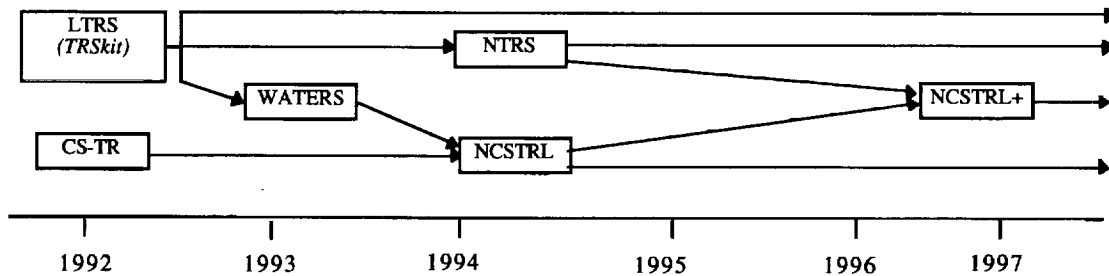 LTRS
(TRSkit)
NTRS
WATERS
NCSTRL+
CS-TR
NCSTRL
1992 1993 1994 1995 1996 1997